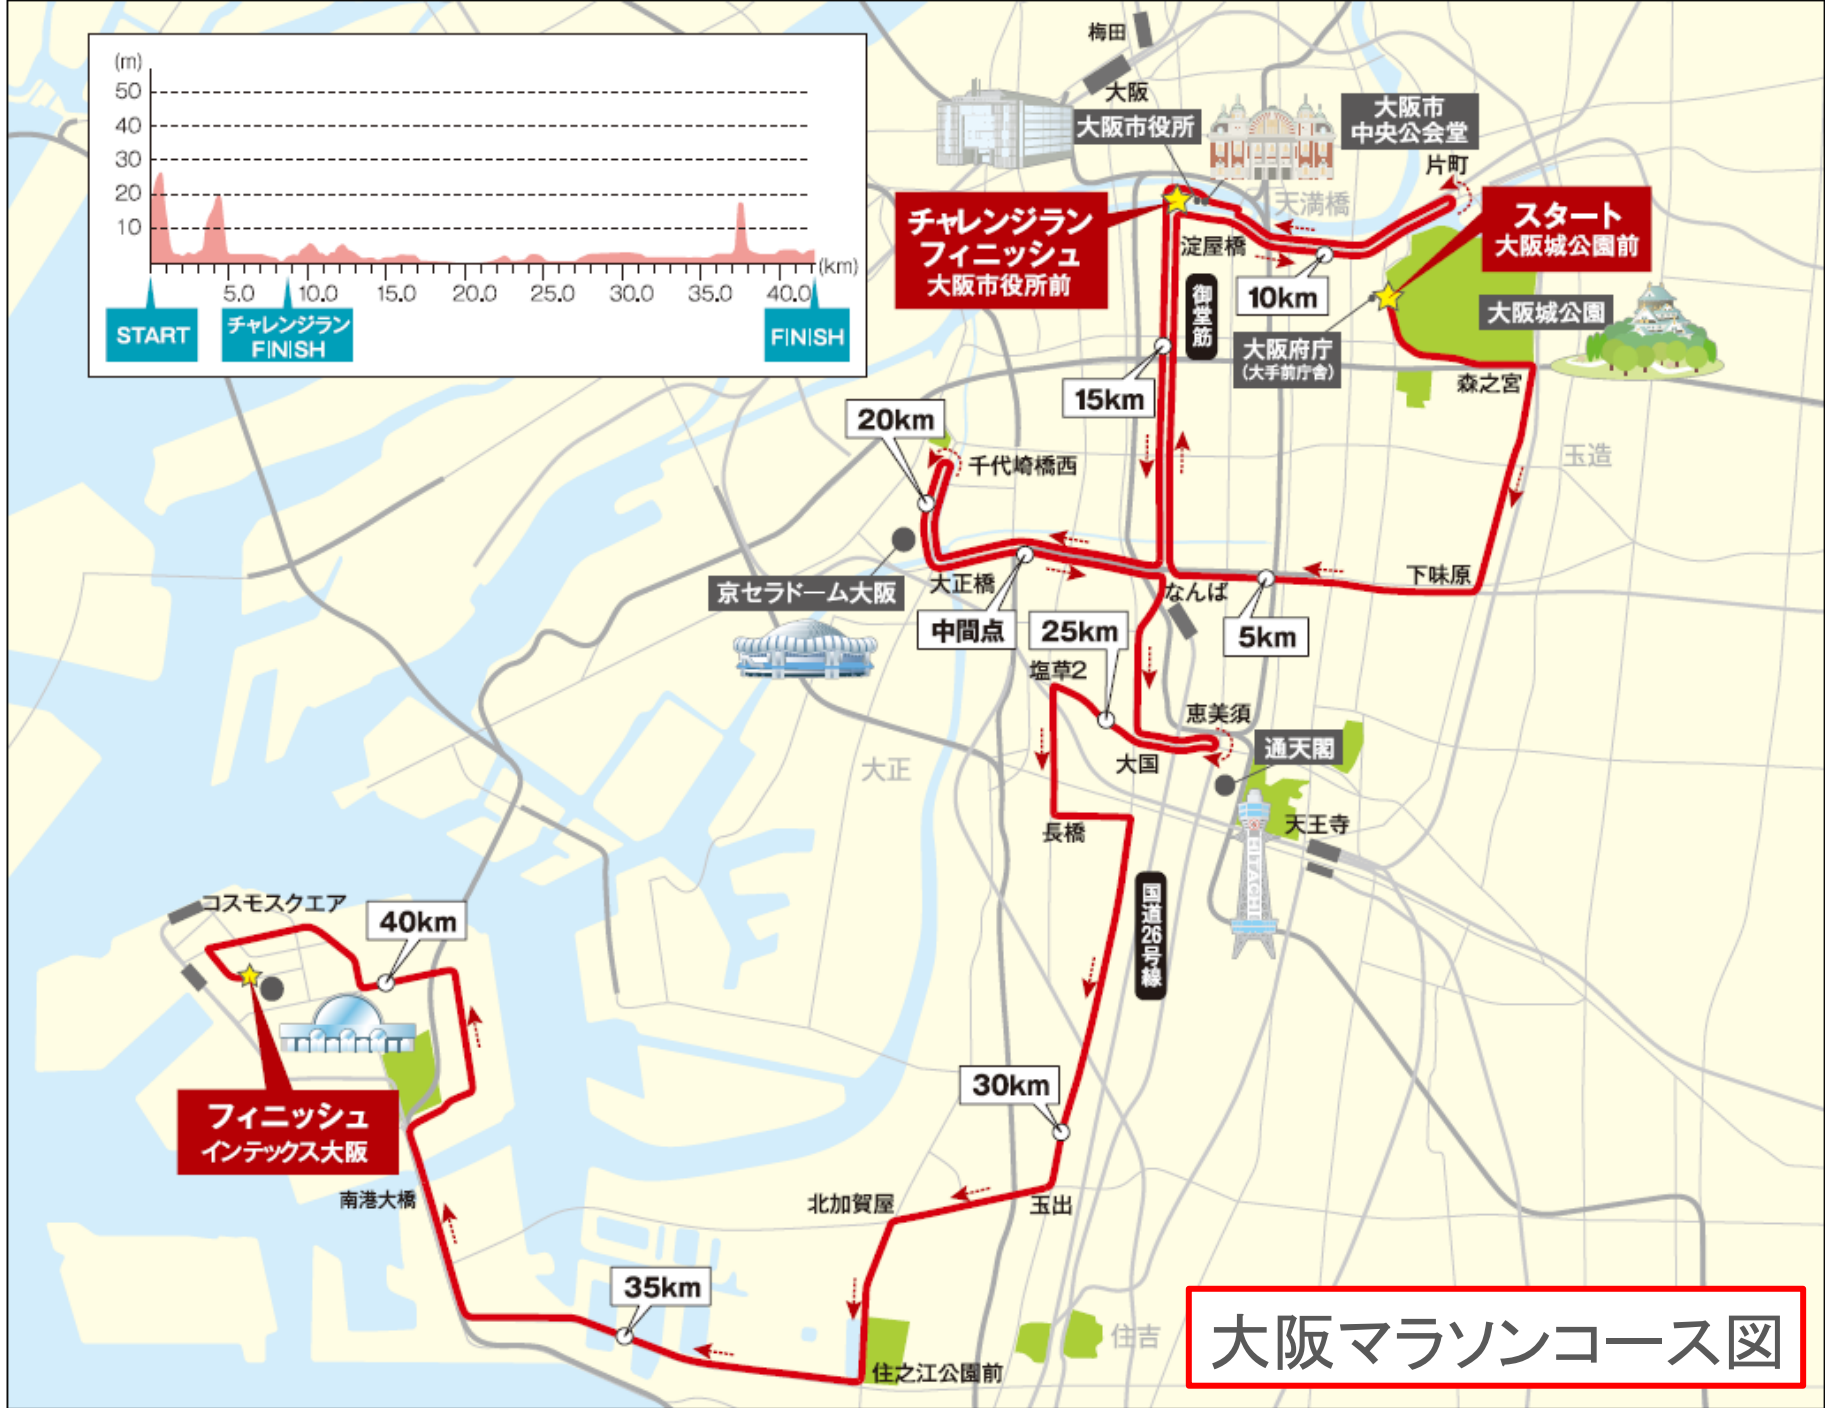 (m)
50
40
30
20
10
(km)
5.0
10.0
15.0
20.0
25.0
30.0
35.0
40.0
START
チャレンジラン
FINISH
FINISH
梅田
大阪
大阪市役所
大阪市
中央公会堂
片町
天満橋
スタート
大阪城公園前
チャレンジラン
フィニッシュ
大阪市役所前
淀屋橋
10km
御堂筋
大阪城公園
大阪府庁
(大手前庁舎)
森之宮
15km
20km
千代崎橋西
玉造
京セラドーム大阪
大正橋
なんば
下味原
中間点
25km
5km
塩草2
恵美須
通天閣
大国
大正
長橋
天王寺
HITACHI
国道26号線
コスモスクエア
40km
30km
フィニッシュ
インテックス大阪
南港大橋
北加賀屋
玉出
35km
住之江公園前
住吉
大阪マラソンコース図